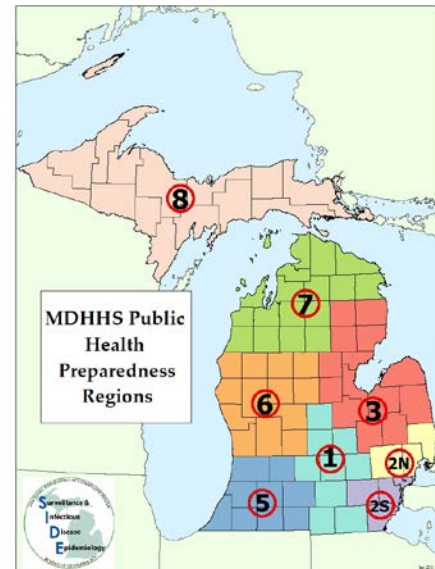 8
7
MDHHS Public
Health
Preparedness
Regions
6
3
1
2N
5
2S
Surveillance &
Infectious
Disease
Epidemiology